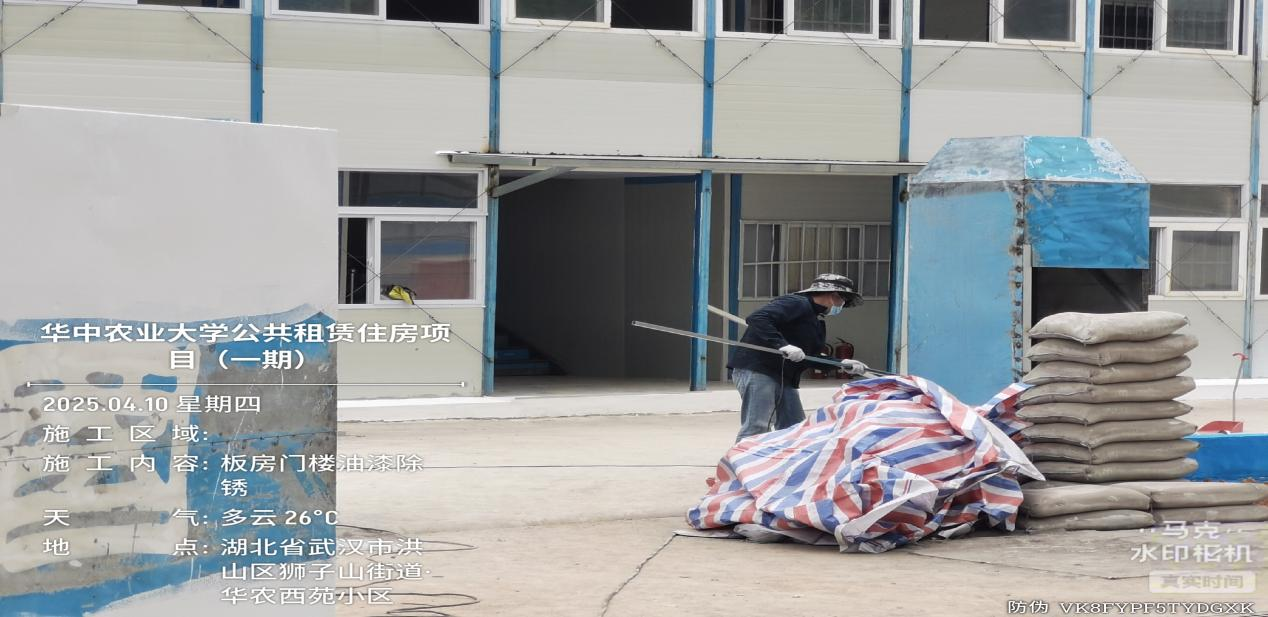 华中农业大学公共租赁住房项
目（一期）
2025.04.10 星期四
施工区域：
施工内容：板房门楼油漆除
锈
天气：多云 26℃
地点：湖北省武汉市洪
山区狮子山街道·
华农西苑小区
马克
水印相机
真实时间
防伪 VK8FYPF5TYDGXK